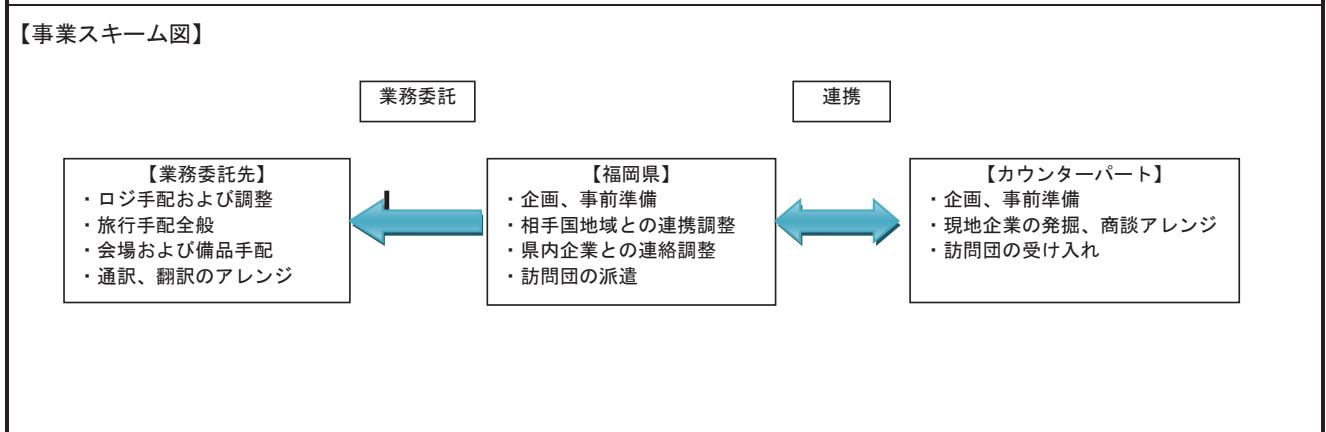 【事業スキーム図】
業務委託
連携
【業務委託先】
・ロジ手配および調整
・旅行手配全般
・会場および備品手配
・通訳、翻訳のアレンジ
【福岡県】
・企画、事前準備
・相手国地域との連携調整
・県内企業との連絡調整
・訪問団の派遣
【カウンターパート】
・企画、事前準備
・現地企業の発掘、商談アレンジ
・訪問団の受け入れ